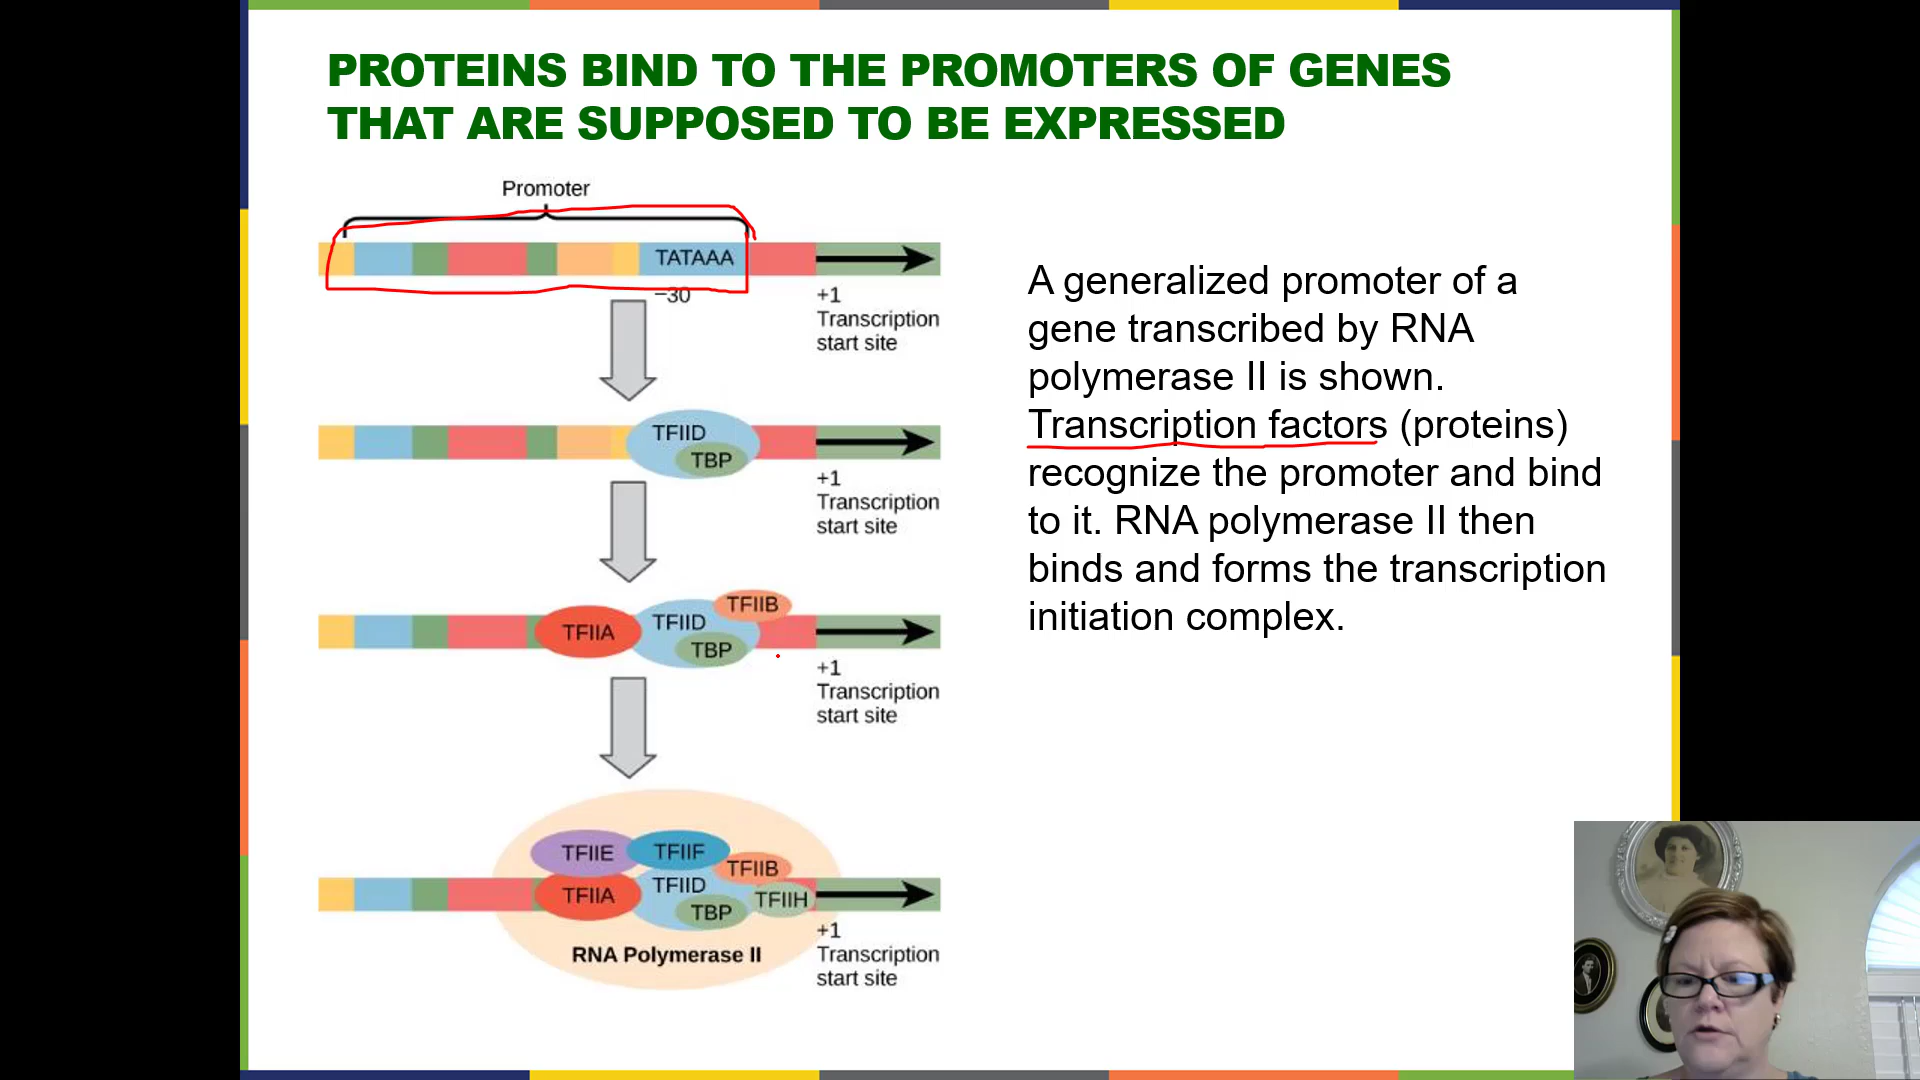 PROTEINS BIND TO THE PROMOTERS OF GENES
THAT ARE SUPPOSED TO BE EXPRESSED
Promoter
TATAAA
−30
+1
Transcription
start site
TFIID
TBP
+1
Transcription
start site
TFIIB
TFIIA
TFIID
TBP
+1
Transcription
start site
TFIIE
TFIIF
TFIIB
TFIIA
TFIID
TFIIH
TBP
RNA Polymerase II
+1
Transcription
start site
A generalized promoter of a
gene transcribed by RNA
polymerase II is shown.
Transcription factors (proteins)
recognize the promoter and bind
to it. RNA polymerase II then
binds and forms the transcription
initiation complex.